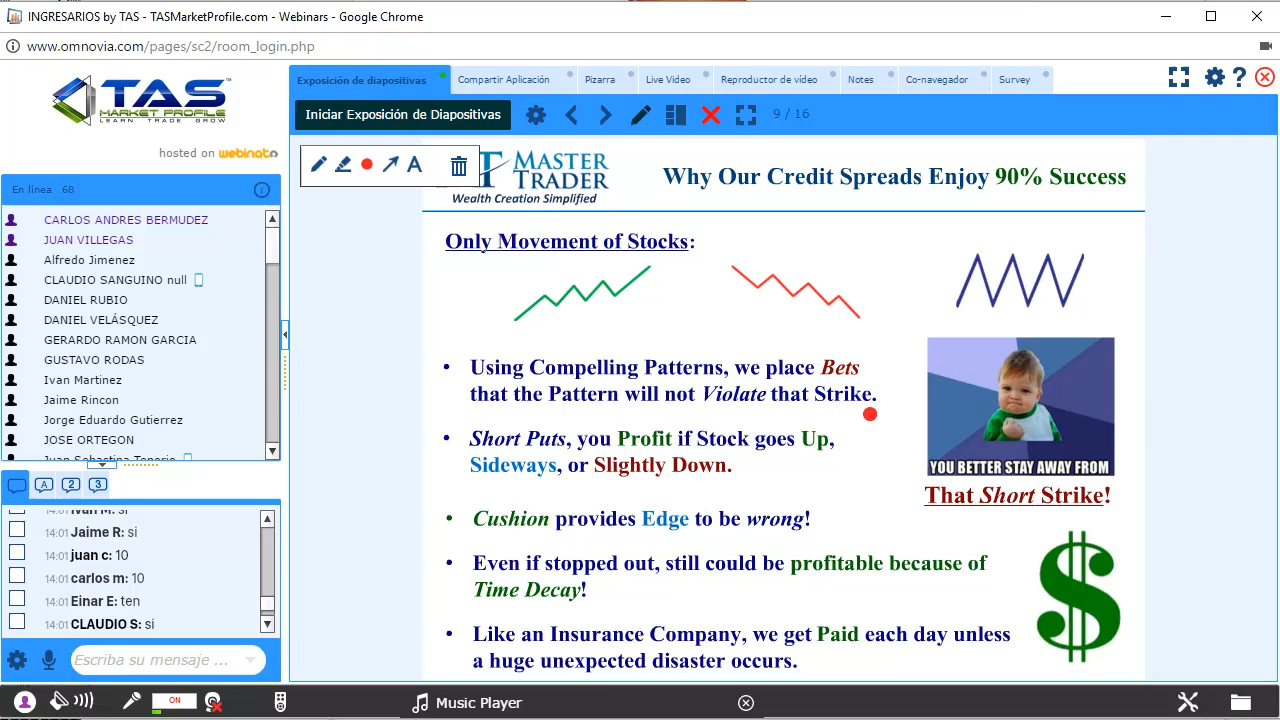 INGRESARIOS by TAS - TASMarketProfile.com - Webinars - Google Chrome
www.omnovia.com/pages/sc2/room_login.php
TAS
MARKET PROFILE
LEARN TRADE GROW
hosted on webinato
En línea 68
CARLOS ANDRES BERMUDEZ
JUAN VILLEGAS
Alfredo Jimenez
CLAUDIO SANGUINO null
DANIEL RUBIO
DANIEL VELÁSQUEZ
GERARDO RAMON GARCIA
GUSTAVO RODAS
Ivan Martinez
Jaime Rincon
Jorge Eduardo Gutierrez
JOSE ORTEGON
A 2 3
Ivan M: si
14:01 Jaime R: si
14:01 juan c: 10
14:01 carlos m: 10
14:01 Einar E: ten
14:01 CLAUDIO S: si
Escriba su mensaje ...
Exposición de diapositivas Compartir Aplicación Pizarra Live Video Reproductor de vídeo Notes Co-navegador Survey
Iniciar Exposición de Diapositivas
9 / 16
A
MASTER
TRADER
Wealth Creation Simplified
Why Our Credit Spreads Enjoy 90% Success
Only Movement of Stocks:
• Using Compelling Patterns, we place Bets
that the Pattern will not Violate that Strike.
• Short Puts, you Profit if Stock goes Up,
Sideways, or Slightly Down.
• Cushion provides Edge to be wrong!
• Even if stopped out, still could be profitable because of
Time Decay!
• Like an Insurance Company, we get Paid each day unless
a huge unexpected disaster occurs.
YOU BETTER STAY AWAY FROM
That Short Strike!
$
ON
Music Player